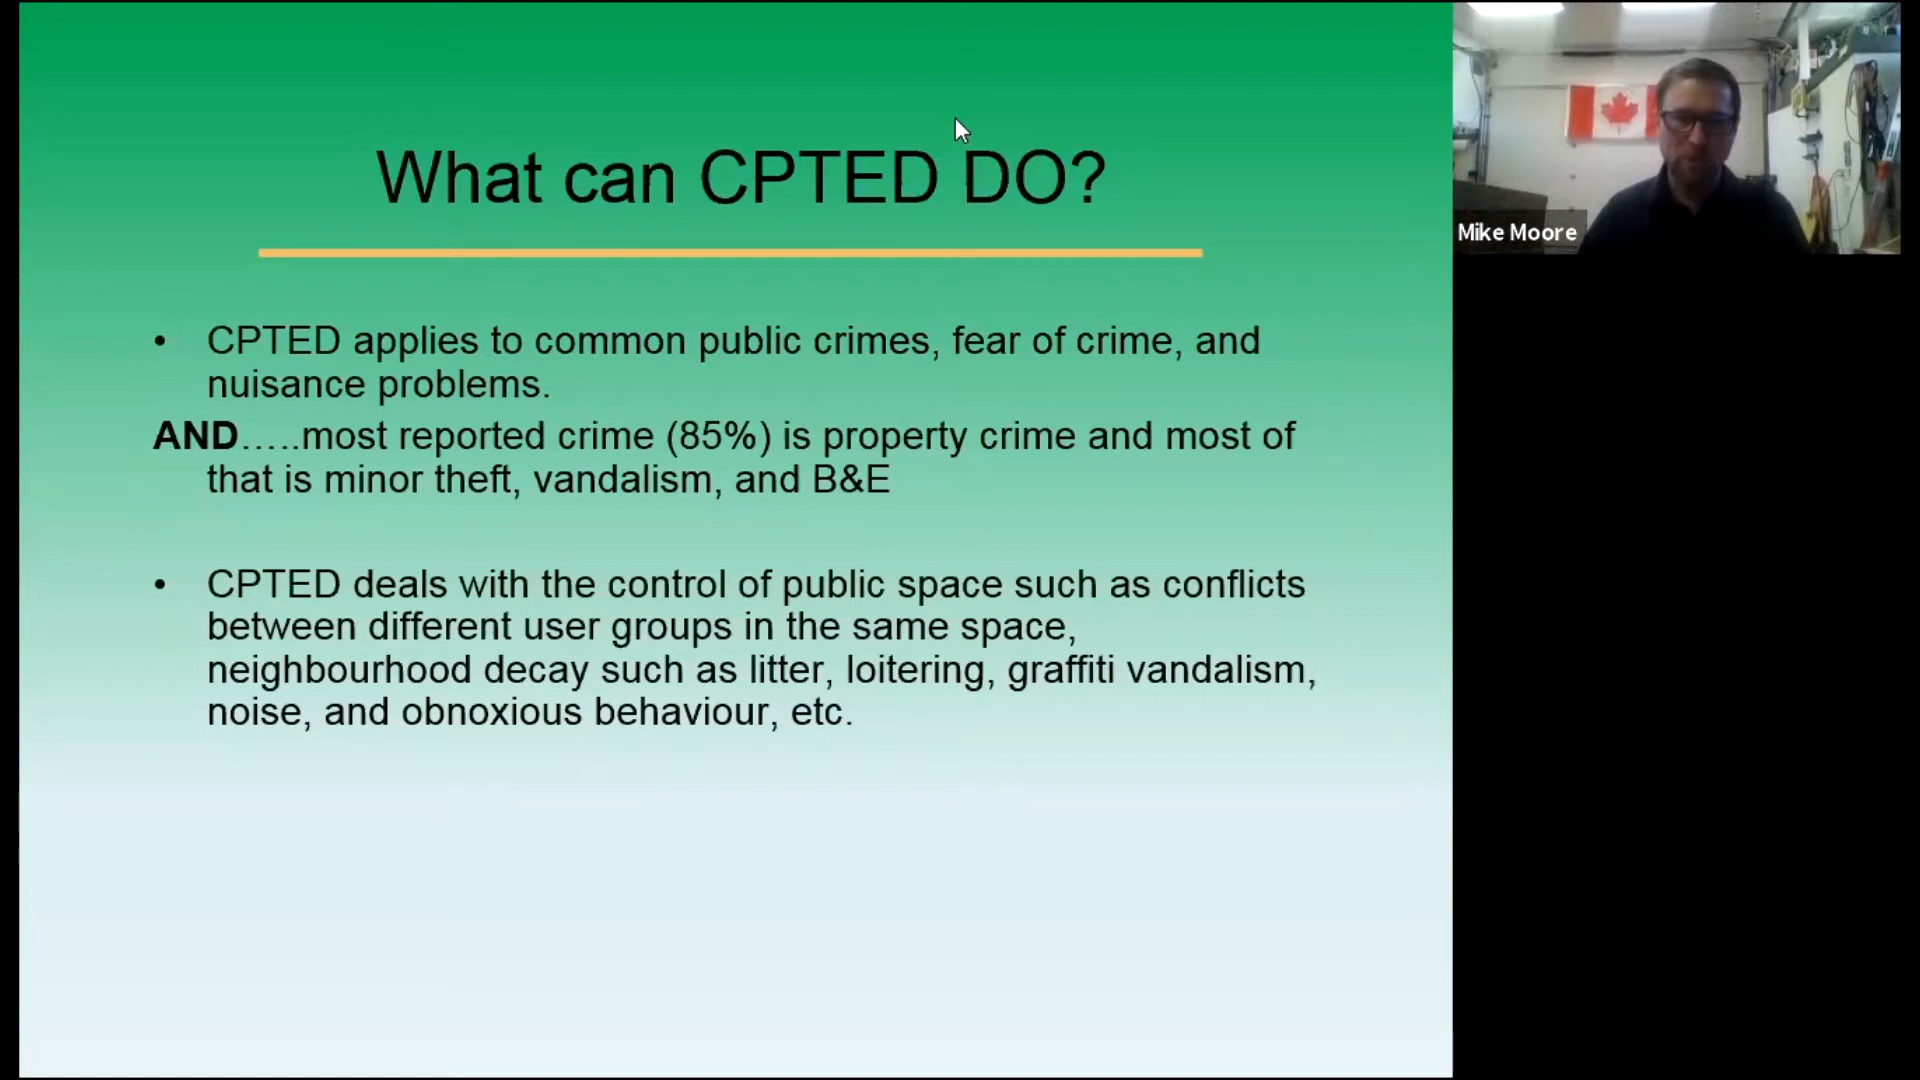 What can CPTED DO?
• CPTED applies to common public crimes, fear of crime, and
nuisance problems.
AND…..most reported crime (85%) is property crime and most of
that is minor theft, vandalism, and B&E
• CPTED deals with the control of public space such as conflicts
between different user groups in the same space,
neighbourhood decay such as litter, loitering, graffiti vandalism,
noise, and obnoxious behaviour, etc.
Mike Moore